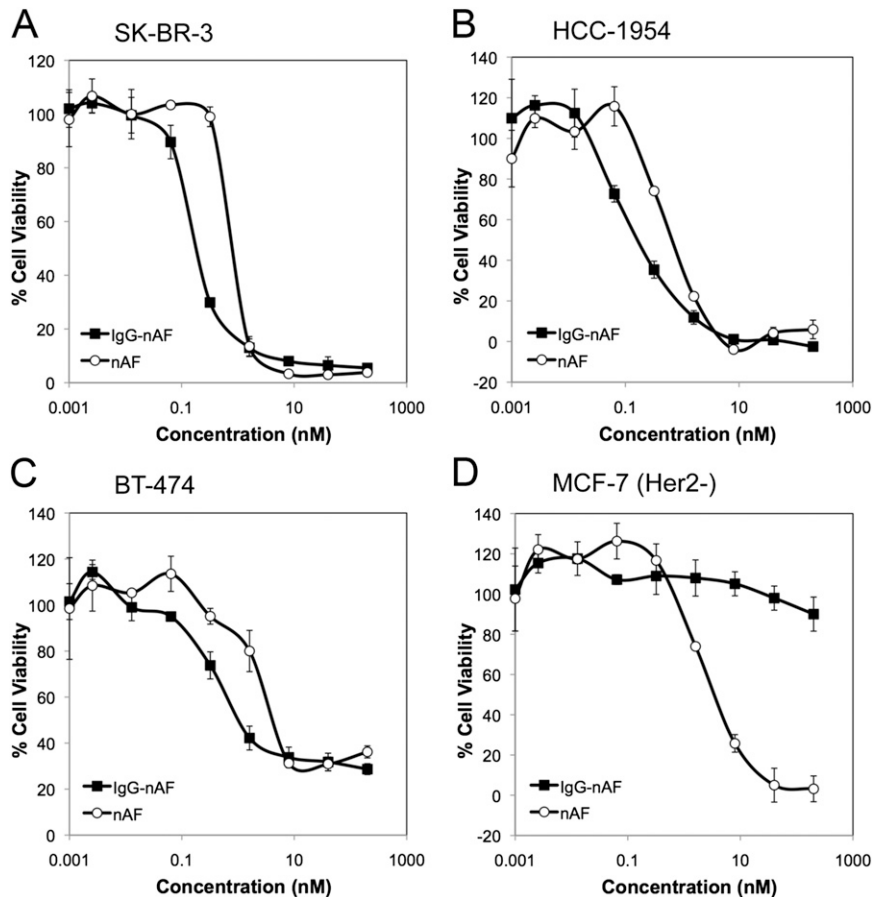 A
SK-BR-3
120
100
80
60
40
20
0
% Cell Viability
IgG-nAF
nAF
0.001
0.1
10
1000
Concentration (nM)
B
HCC-1954
140
120
100
80
60
40
20
0
-20
% Cell Viability
IgG-nAF
nAF
0.001
0.1
10
1000
Concentration (nM)
C
BT-474
140
120
100
80
60
40
20
0
% Cell Viability
IgG-nAF
nAF
0.001
0.1
10
1000
Concentration (nM)
D
MCF-7 (Her2-)
140
120
100
80
60
40
20
0
-20
% Cell Viability
IgG-nAF
nAF
0.001
0.1
10
1000
Concentration (nM)